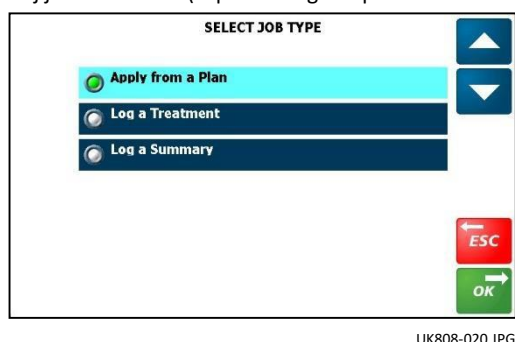 SELECT JOB TYPE
Apply from a Plan
Log a Treatment
Log a Summary
ESC
OK
UK808-020.JPG